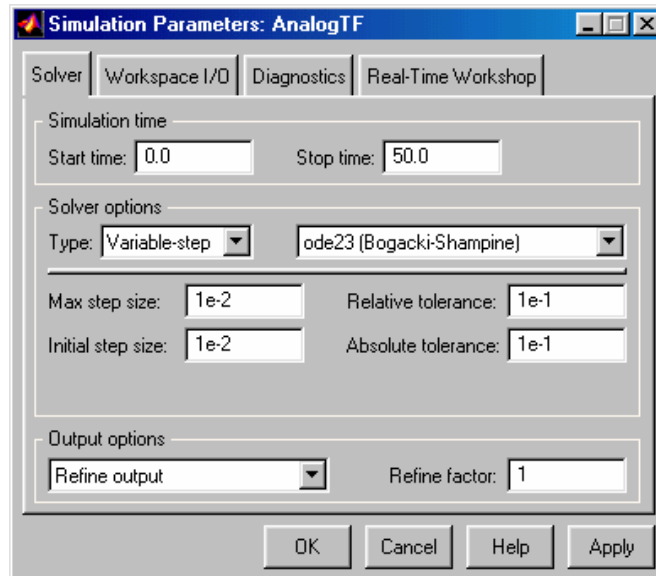 Simulation Parameters: AnalogTF
Solver Workspace I/O Diagnostics Real-Time Workshop
Simulation time
Start time: 0.0 Stop time: 50.0
Solver options
Type: Variable-step ode23 (Bogacki-Shampine)
Max step size: 1e-2 Relative tolerance: 1e-1
Initial step size: 1e-2 Absolute tolerance: 1e-1
Output options
Refine output Refine factor: 1
OK Cancel Help Apply